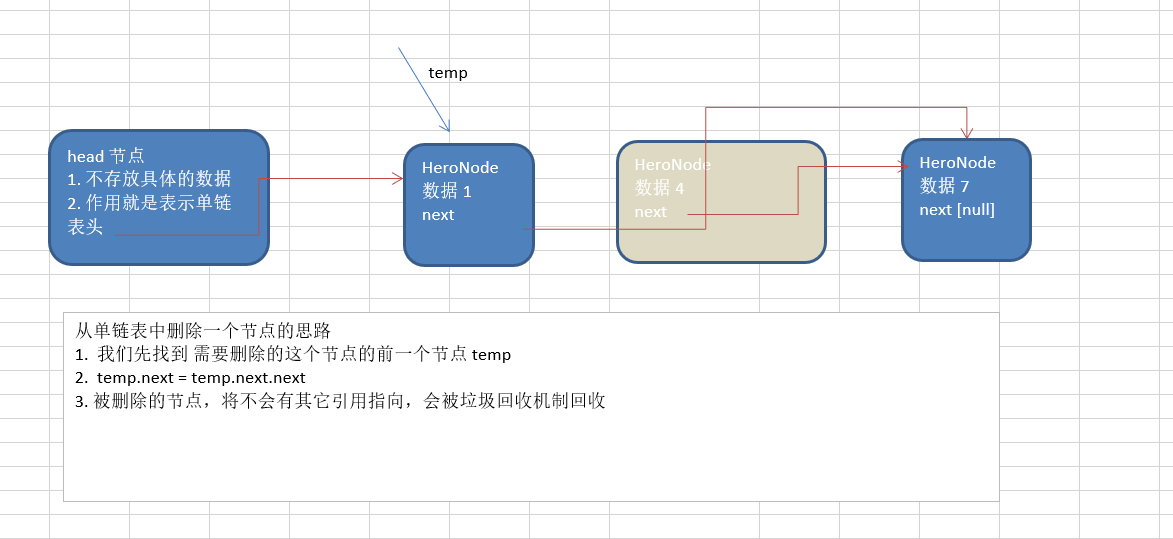 temp
head 节点
1. 不存放具体的数据
2. 作用就是表示单链
表头
HeroNode
数据 1
next
HeroNode
数据 4
next
HeroNode
数据 7
next [null]
从单链表中删除一个节点的思路
1. 我们先找到 需要删除的这个节点的前一个节点 temp
2. temp.next = temp.next.next
3. 被删除的节点，将不会有其它引用指向，会被垃圾回收机制回收